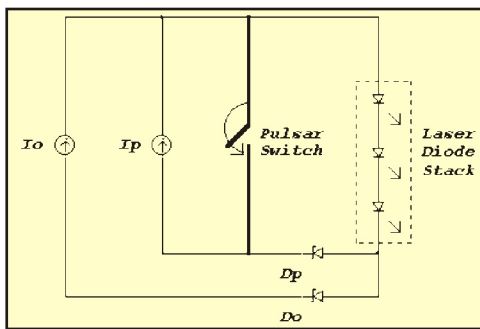 Io
Ip
Pulsar
Switch
Laser
Diode
Stack
Dp
Do